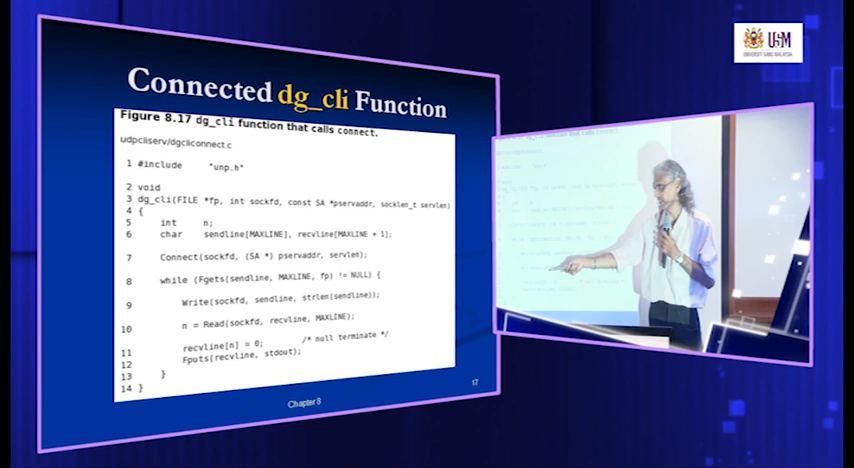 Connected dg_cli Function
Figure 8.17 dg_cli function that calls connect.
udpcliserv/dgcliconnect.c
1 #include "unp.h"
2 void
3 dg_cli(FILE *fp, int sockfd, const SA *pservaddr, socklen_t servlen)
4 {
5 int n;
6 char sendline[MAXLINE], recvline[MAXLINE + 1];
7 Connect(sockfd, (SA *) pservaddr, servlen);
8 while (Fgets(sendline, MAXLINE, fp) != NULL) {
9 Write(sockfd, sendline, strlen(sendline));
10 n = Read(sockfd, recvline, MAXLINE);
11 recvline[n] = 0; /* null terminate */
12 Fputs(recvline, stdout);
13 }
14 }
Chapter 8
17
USM
UNIVERSITI SAINS MALAYSIA